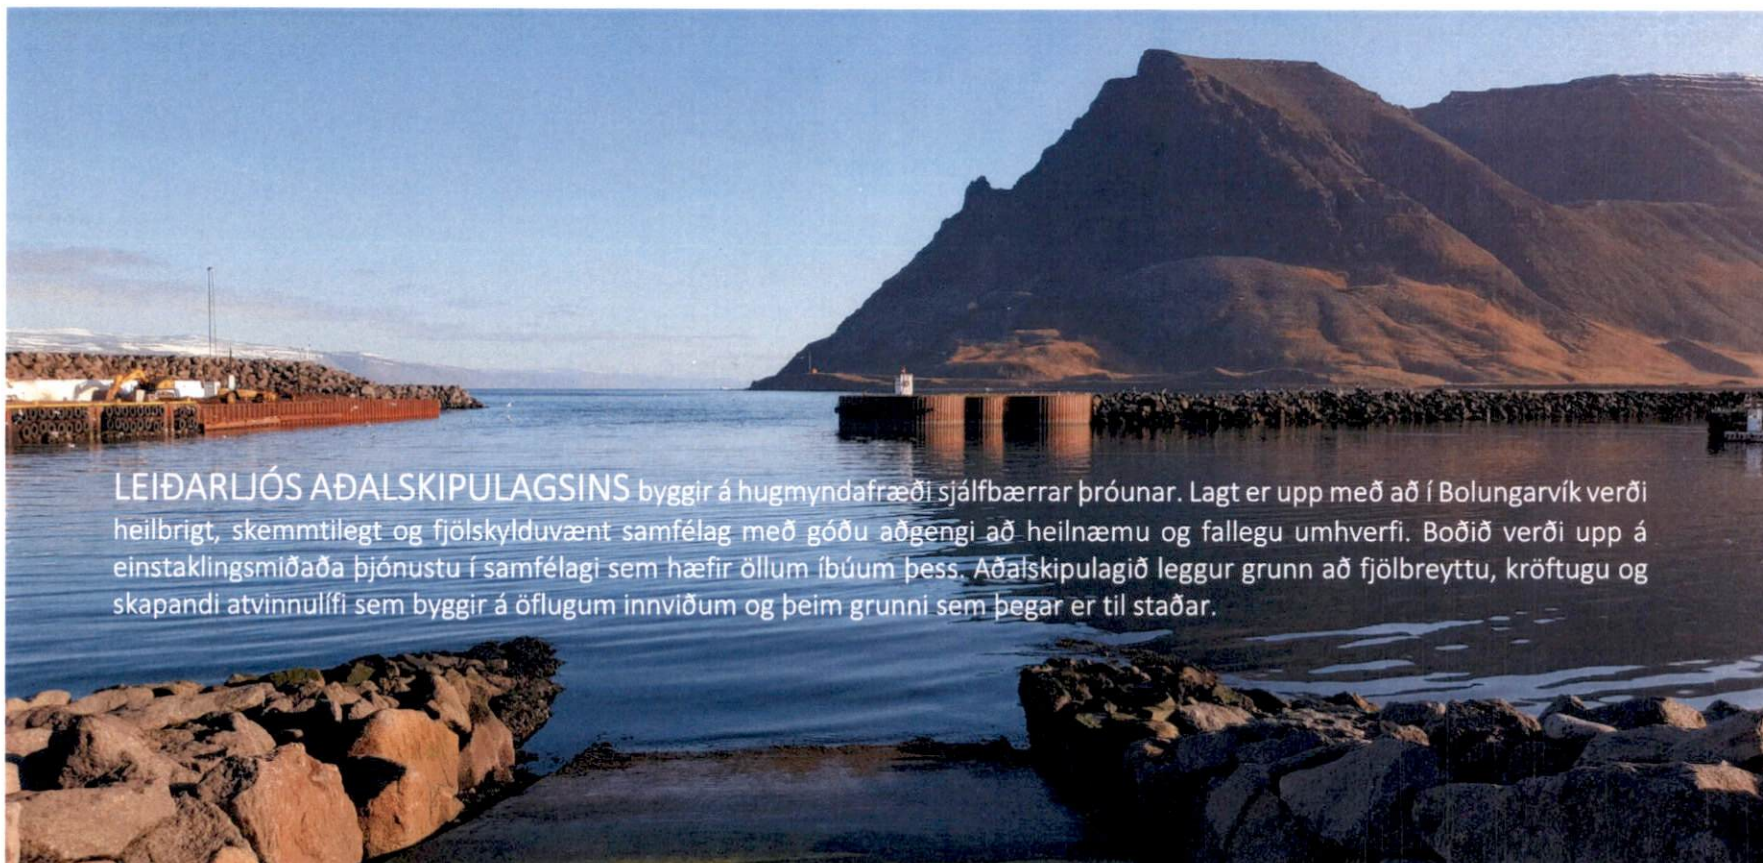 LEIÐARLJÓS AÐALSKIPULAGSINS byggir á hugmyndafræði sjálfbærrar þróunar. Lagt er upp með að í Bolungarvík verði
heilbrigt, skemmtilegt og fjölskylduvænt samfélag með góðu aðgengi að heilnæmu og fallegu umhverfi. Boðið verði upp á
einstaklingsmiðaða þjónustu í samfélagi sem hæfir öllum íbúum þess. Aðalskipulagið leggur grunn að fjölbreyttu, kröftugu og
skapandi atvinnulífi sem byggir á öflugum innviðum og þeim grunni sem þegar er til staðar.